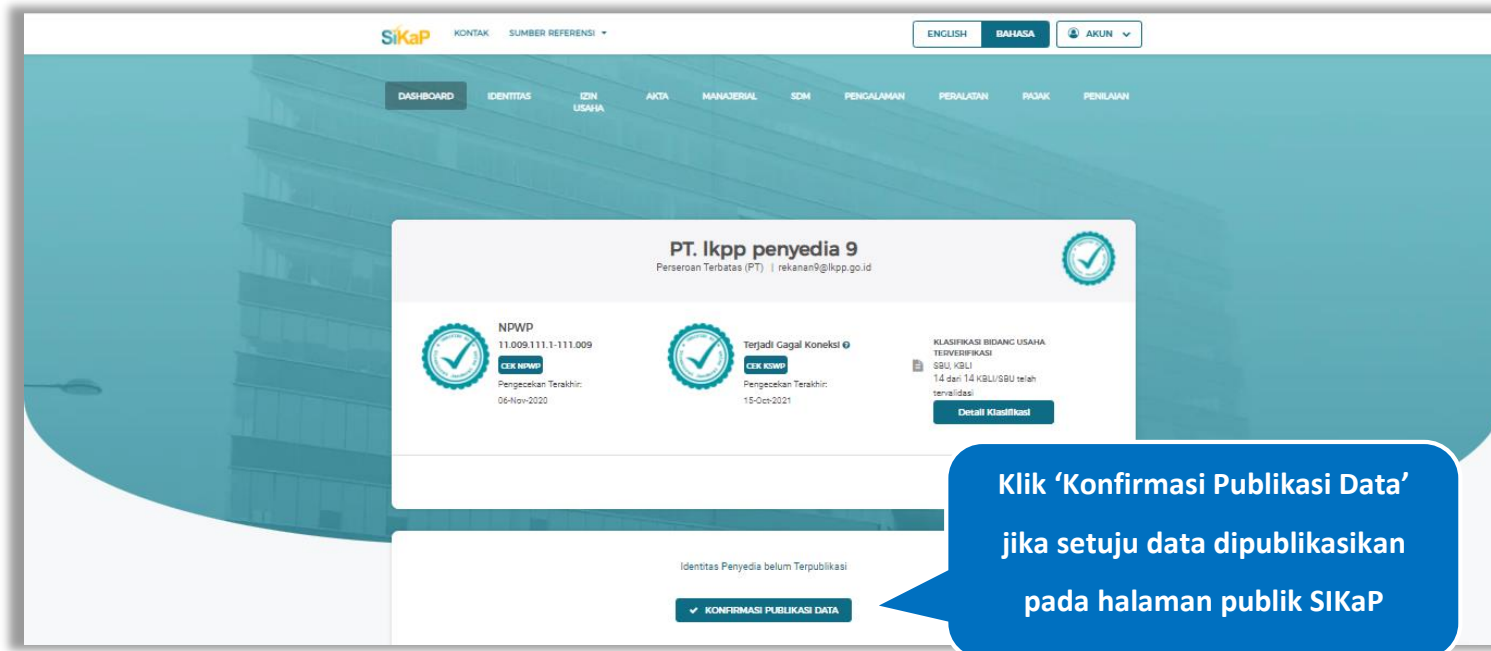 SiKaP KONTAK SUMBER REFERENSI ENGLISH BAHASA AKUN
DASHBOARD IDENTITAS IZIN USAHA AKTA MANAJERIAL SDM PENGALAMAN PERALATAN PAJAK PENILAIAN
PT. lkpp penyedia 9
Perseroan Terbatas (PT) | rekanan9@lkpp.go.id
NPWP
11.009.111.1-111.009
CEK NPWP
Pengecekan Terakhir:
06-Nov-2020
Terjadi Gagal Koneksi
CEK KSWP
Pengecekan Terakhir:
15-Oct-2021
KLASIFIKASI BIDANG USAHA
TERVERIFIKASI
SBU, KBLI
14 dari 14 KBLI/SBU telah
tervalidasi
Detail Klasifikasi
Identitas Penyedia belum Terpublikasi
KONFIRMASI PUBLIKASI DATA
Klik ‘Konfirmasi Publikasi Data’
jika setuju data dipublikasikan
pada halaman publik SIKaP